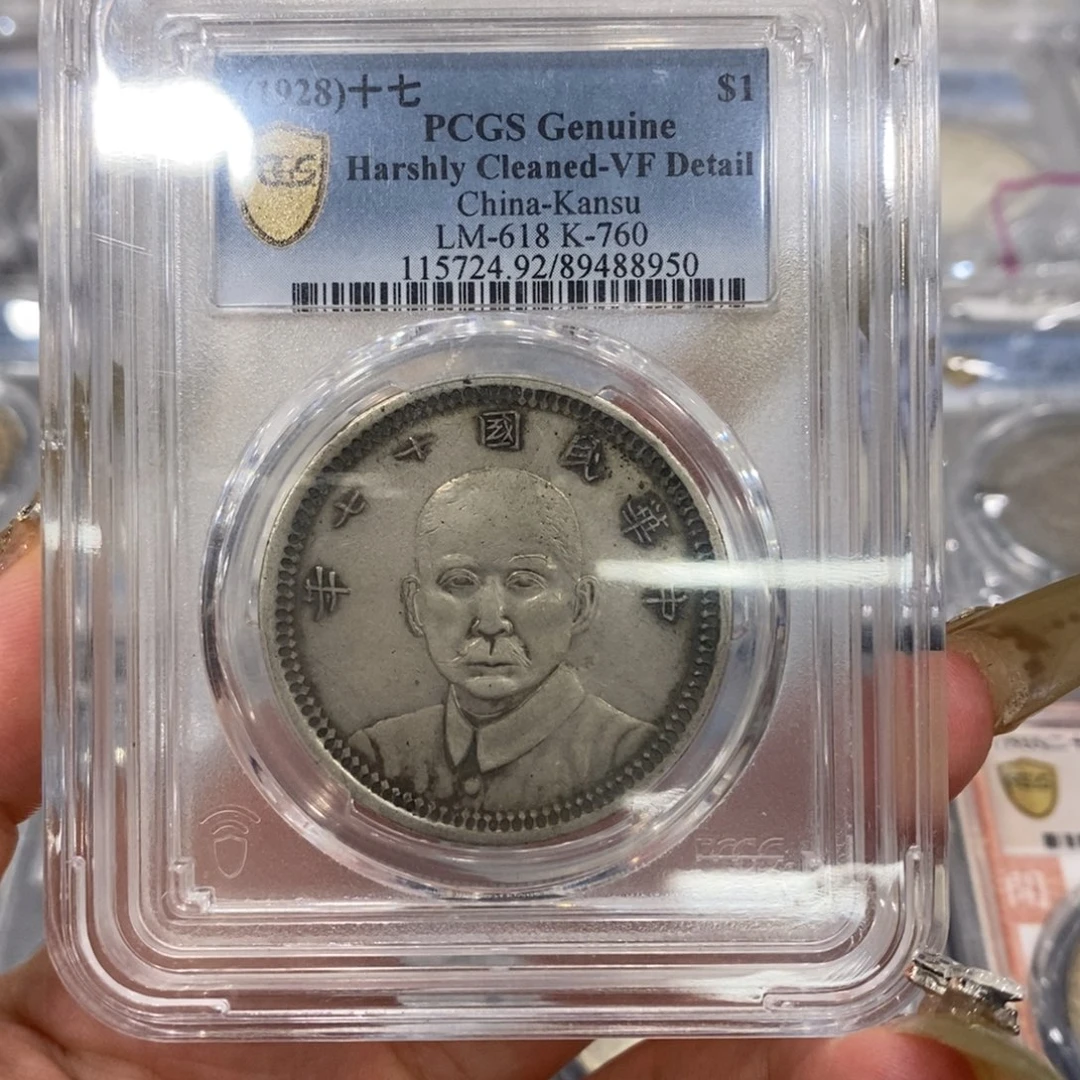 (1928)十七 $1
PCGS Genuine
Harshly Cleaned-VF Detail
China-Kansu
LM-618 K-760
115724.92/89488950
中華民國十七年
PCGS